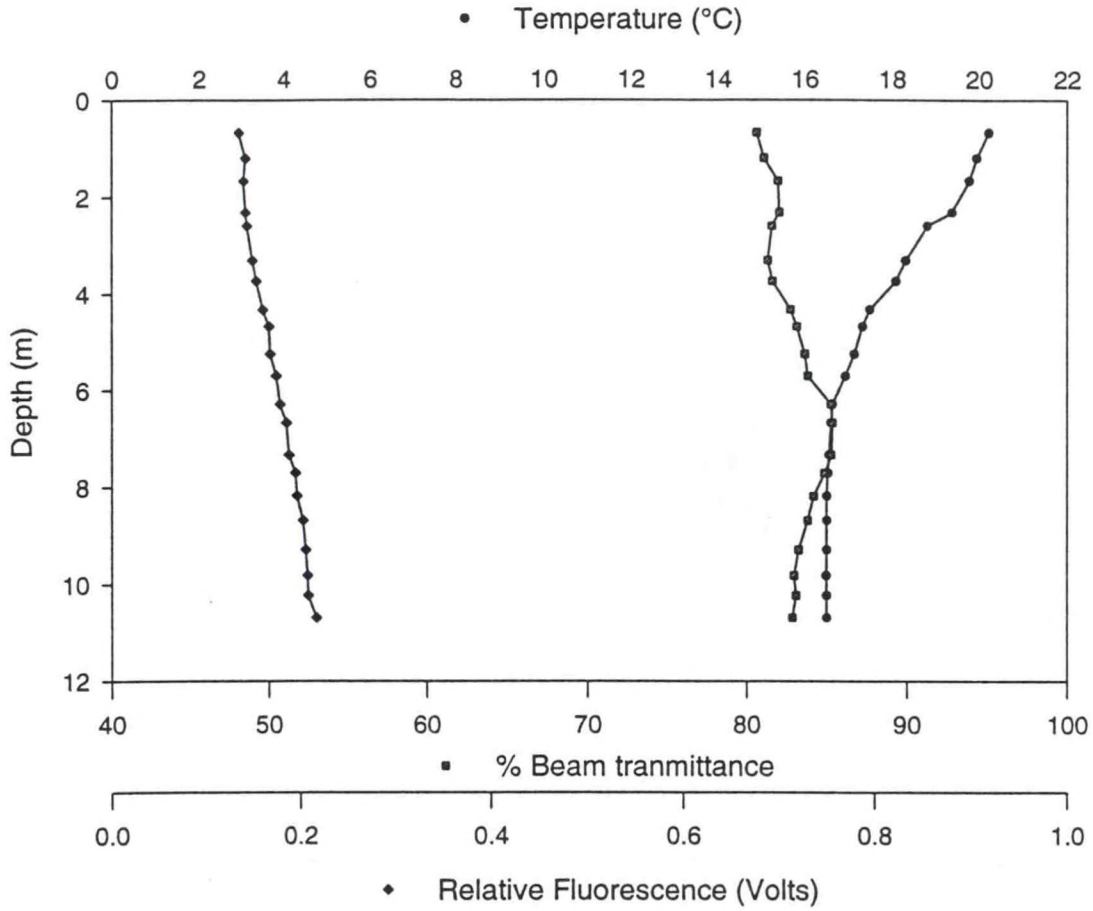 Temperature (°C)
0 2 4 6 8 10 12 14 16 18 20 22
Depth (m)
0
2
4
6
8
10
12
40 50 60 70 80 90 100
% Beam tranmittance
0.0 0.2 0.4 0.6 0.8 1.0
Relative Fluorescence (Volts)